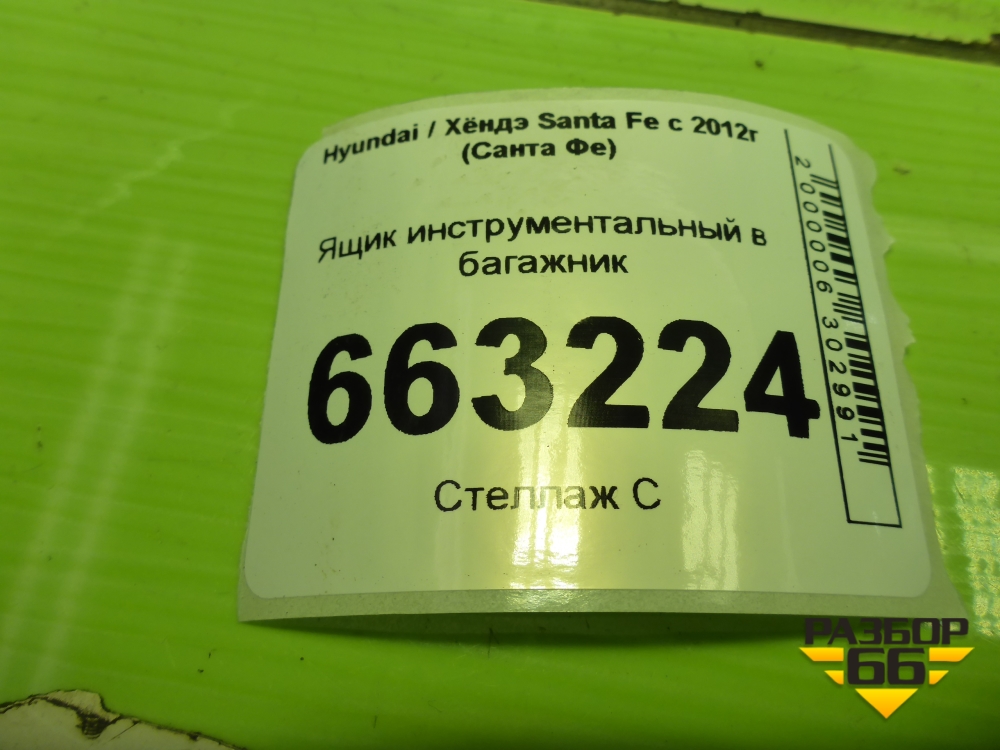 Hyundai / Хёндэ Santa Fe с 2012г
(Санта Фе)
Ящик инструментальный в
багажник
663224
Стеллаж С
2000006302991
РАЗБОР
66